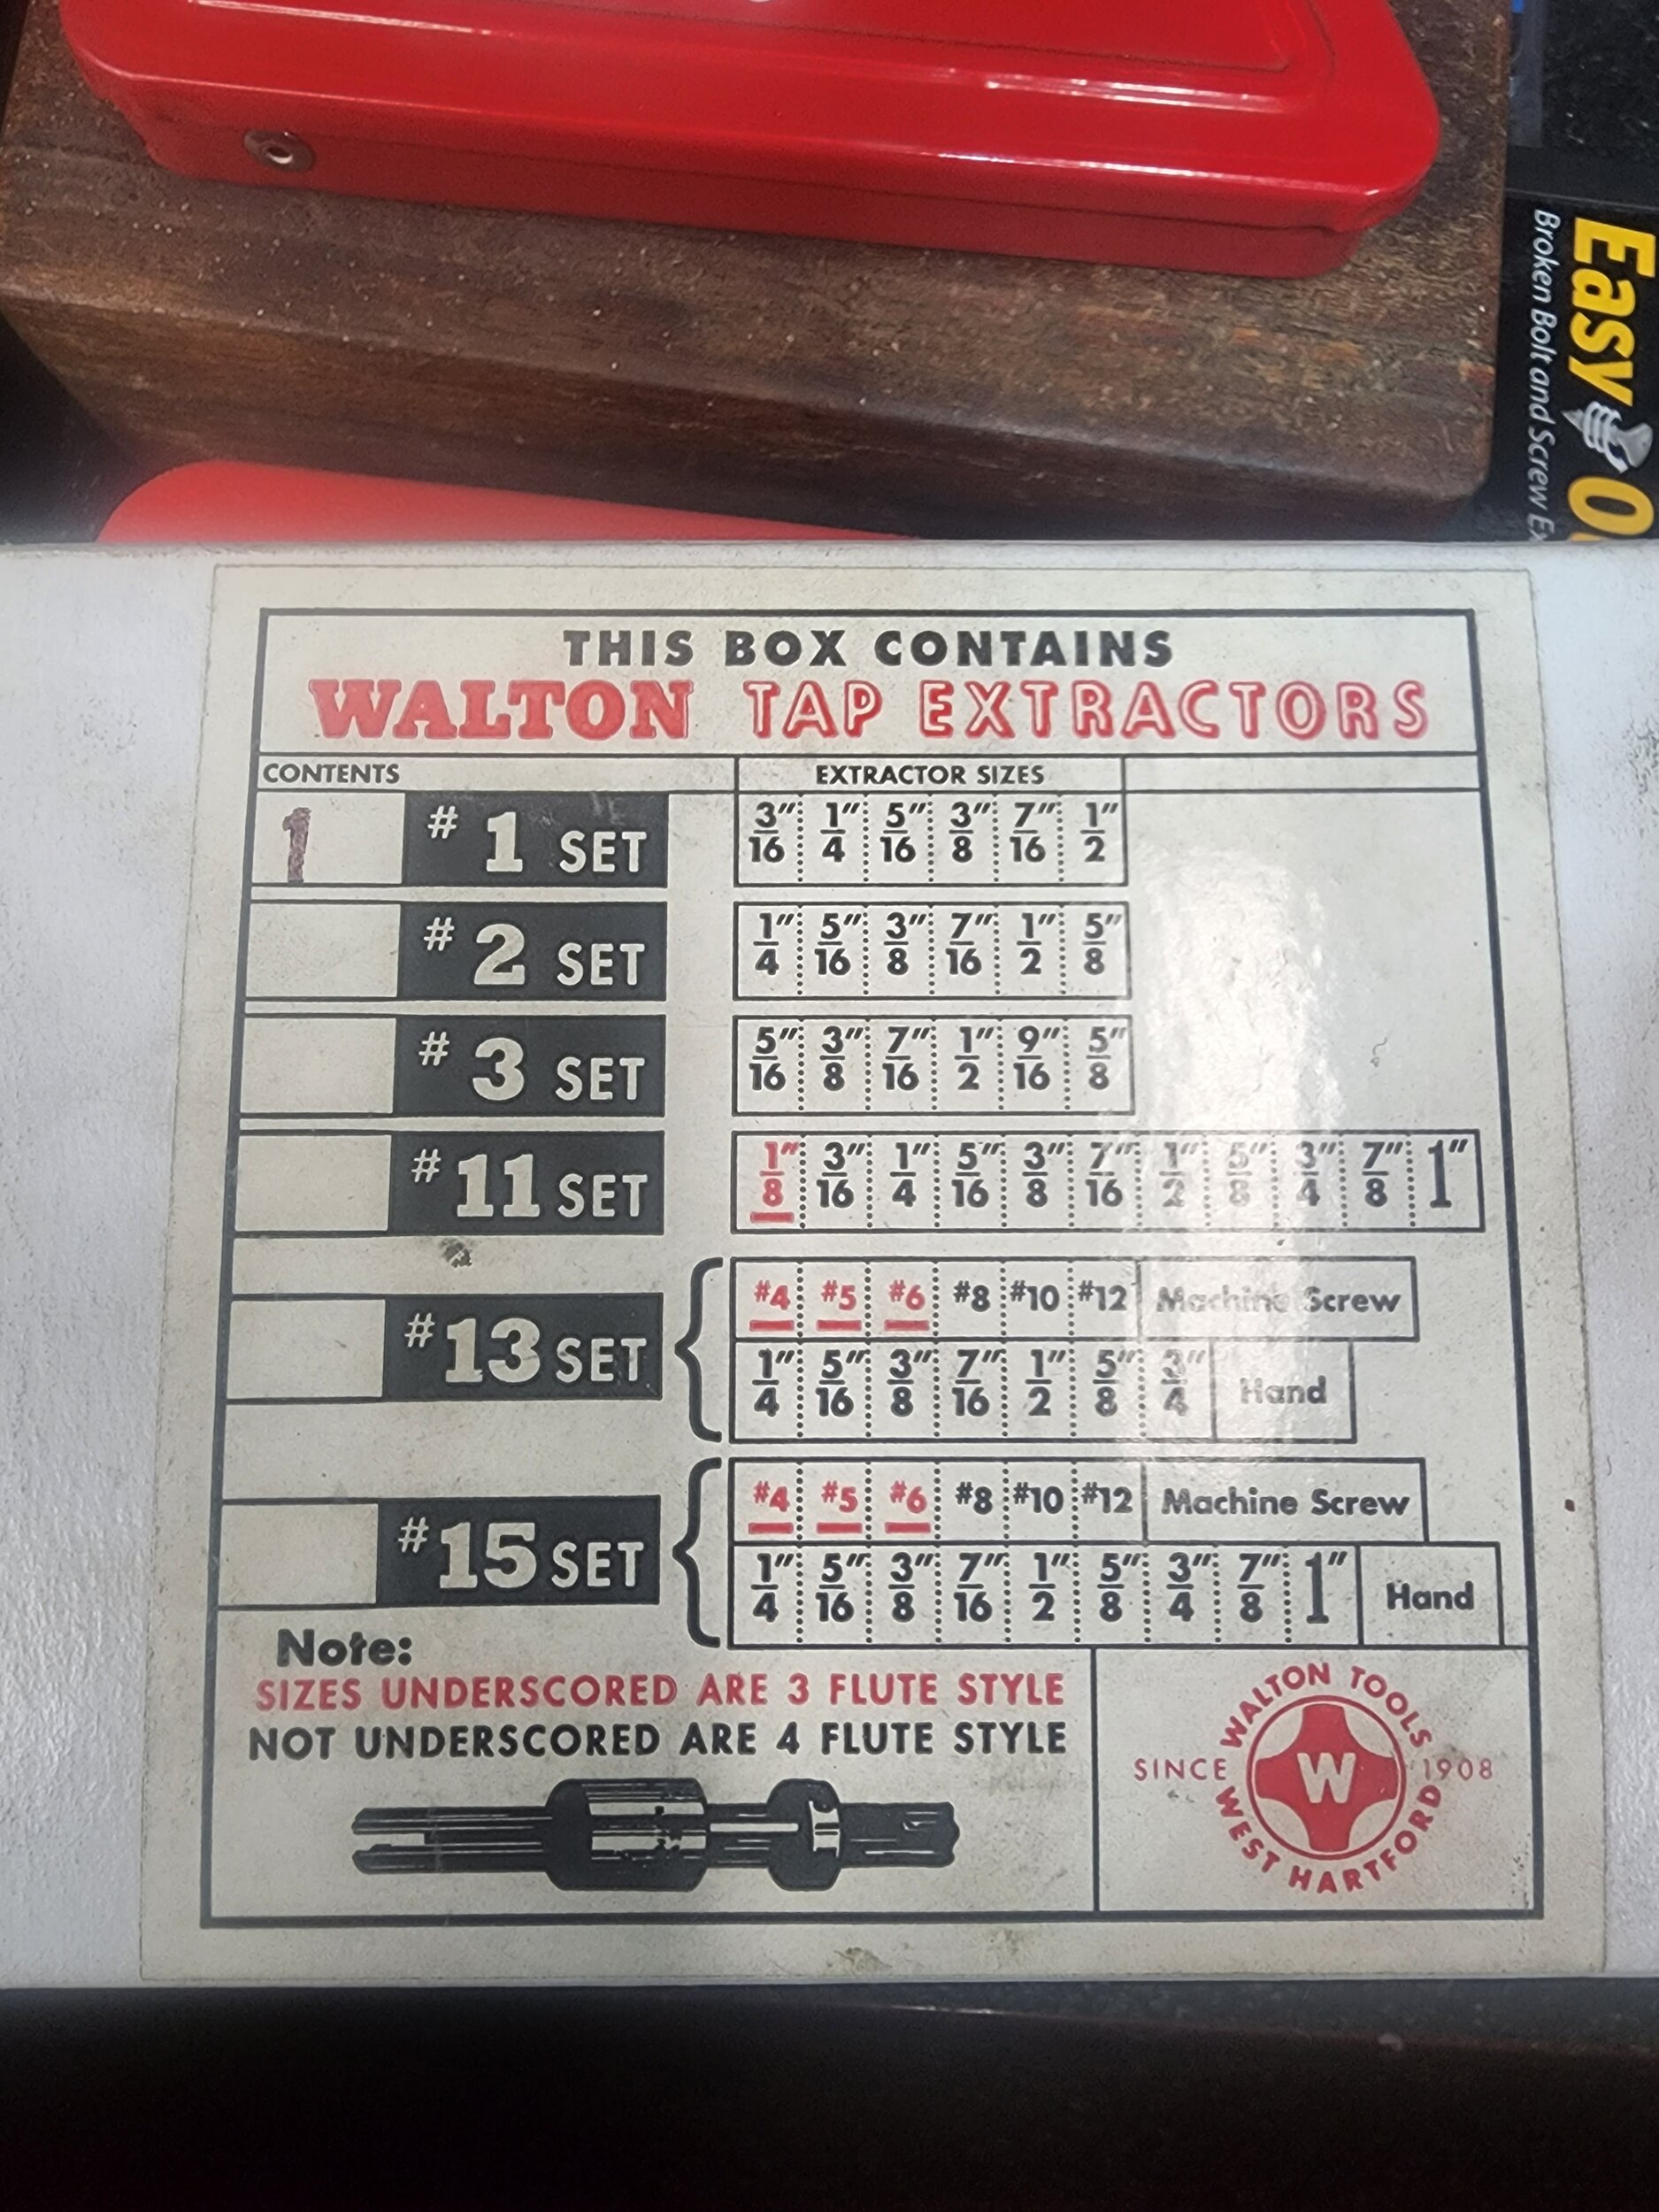 Easy
Broken Bolt and Screw
THIS BOX CONTAINS
WALTON TAP EXTRACTORS
CONTENTS EXTRACTOR SIZES
1 #1 SET 3/16" 1/4" 5/16" 3/8" 7/16" 1/2"
#2 SET 1/4" 5/16" 3/8" 7/16" 1/2" 5/8"
#3 SET 5/16" 3/8" 7/16" 1/2" 9/16" 5/8"
#11 SET 1/8" 3/16" 1/4" 5/16" 3/8" 7/16" 1/2" 5/8" 3/4" 7/8" 1"
#4 #5 #6 #8 #10 #12 Machine Screw
#13 SET
1/4" 5/16" 3/8" 7/16" 1/2" 5/8" 3/4" Hand
#4 #5 #6 #8 #10 #12 Machine Screw
#15 SET
1/4" 5/16" 3/8" 7/16" 1/2" 5/8" 3/4" 7/8" 1" Hand
Note:
SIZES UNDERSCORED ARE 3 FLUTE STYLE
NOT UNDERSCORED ARE 4 FLUTE STYLE
WALTON TOOLS
SINCE W 1908
WEST HARTFORD